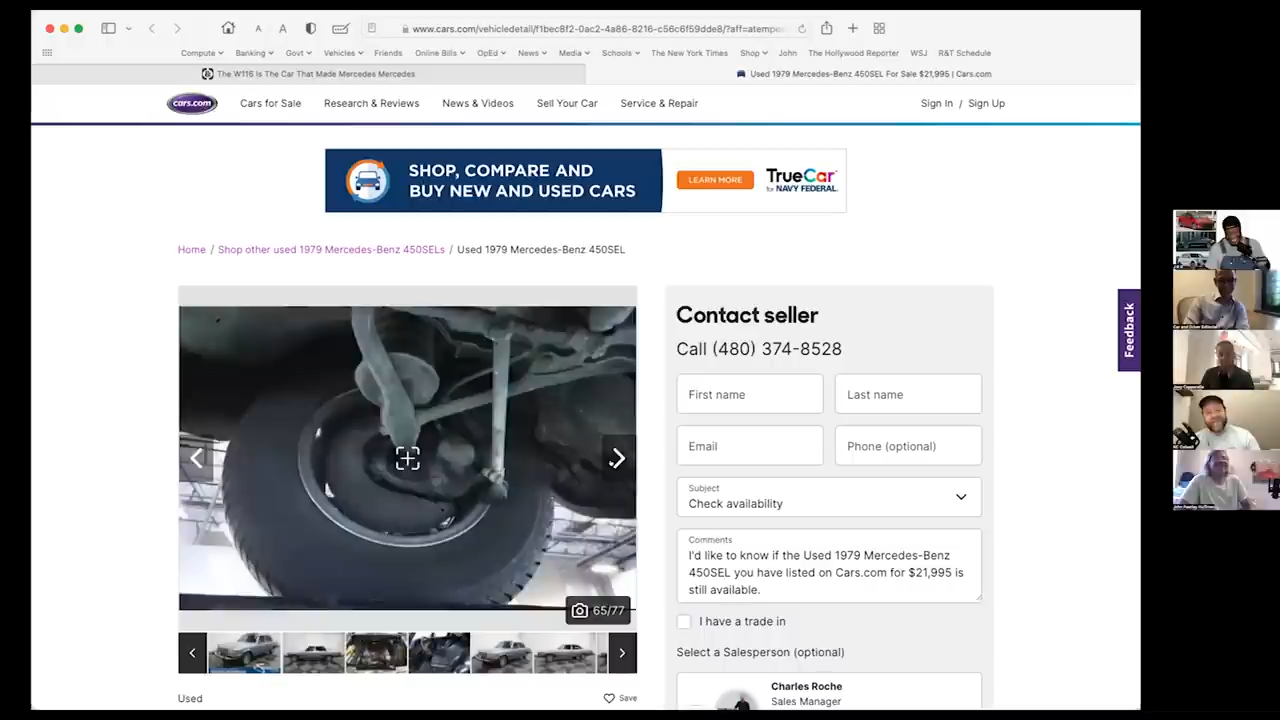 www.cars.com/vehicledetail/f1bec8f2-0ac2-4a86-8216-c56c6f59dde8/?aff=atempo
Compute Banking Govt Vehicles Friends Online Bills OpEd News Media Schools The New York Times Shop John The Hollywood Reporter WSJ R&T Schedule
The W116 Is The Car That Made Mercedes Mercedes
Used 1979 Mercedes-Benz 450SEL For Sale $21,995 | Cars.com
cars.com
Cars for Sale Research & Reviews News & Videos Sell Your Car Service & Repair
Sign In / Sign Up
SHOP, COMPARE AND
BUY NEW AND USED CARS
LEARN MORE
TrueCar
for NAVY FEDERAL
Home / Shop other used 1979 Mercedes-Benz 450SELs / Used 1979 Mercedes-Benz 450SEL
Contact seller
Call (480) 374-8528
First name
Last name
Email
Phone (optional)
Subject
Check availability
Comments
I'd like to know if the Used 1979 Mercedes-Benz
450SEL you have listed on Cars.com for $21,995 is
still available.
I have a trade in
Select a Salesperson (optional)
Charles Roche
Sales Manager
65/77
Used
Save
Feedback
Car and Driver Editorial